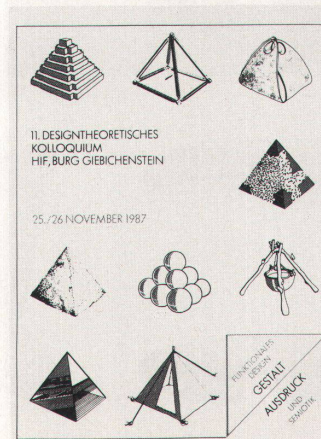 11. DESIGNTHEORETISCHES
KOLLOQUIUM
HIF, BURG GIEBICHENSTEIN
25./26. NOVEMBER 1987
FUNKTIONALES
DESIGN
GESTALT
AUSDRUCK
UND
SEMIOTIK